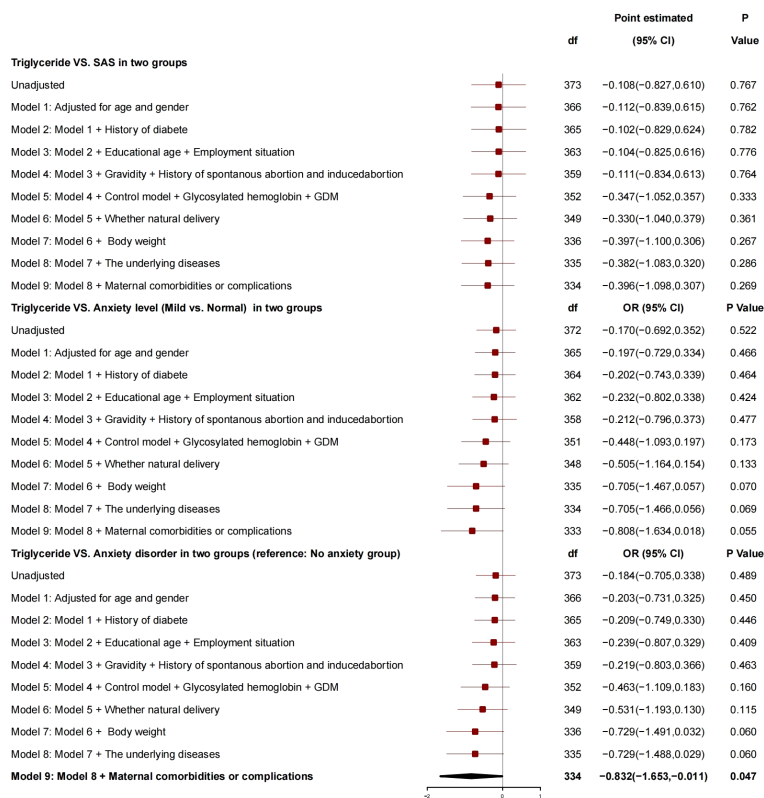 Point estimated P
df (95% CI) Value
Triglyceride VS. SAS in two groups
Unadjusted 373 −0.108(−0.827,0.610) 0.767
Model 1: Adjusted for age and gender 366 −0.112(−0.839,0.615) 0.762
Model 2: Model 1 + History of diabete 365 −0.102(−0.829,0.624) 0.782
Model 3: Model 2 + Educational age + Employment situation 363 −0.104(−0.825,0.616) 0.776
Model 4: Model 3 + Gravidity + History of spontanous abortion and inducedabortion 359 −0.111(−0.834,0.613) 0.764
Model 5: Model 4 + Control model + Glycosylated hemoglobin + GDM 352 −0.347(−1.052,0.357) 0.333
Model 6: Model 5 + Whether natural delivery 349 −0.330(−1.040,0.379) 0.361
Model 7: Model 6 + Body weight 336 −0.397(−1.100,0.306) 0.267
Model 8: Model 7 + The underlying diseases 335 −0.382(−1.083,0.320) 0.286
Model 9: Model 8 + Maternal comorbidities or complications 334 −0.396(−1.098,0.307) 0.269
Triglyceride VS. Anxiety level (Mild vs. Normal) in two groups df OR (95% CI) P Value
Unadjusted 372 −0.170(−0.692,0.352) 0.522
Model 1: Adjusted for age and gender 365 −0.197(−0.729,0.334) 0.466
Model 2: Model 1 + History of diabete 364 −0.202(−0.743,0.339) 0.464
Model 3: Model 2 + Educational age + Employment situation 362 −0.232(−0.802,0.338) 0.424
Model 4: Model 3 + Gravidity + History of spontanous abortion and inducedabortion 358 −0.212(−0.796,0.373) 0.477
Model 5: Model 4 + Control model + Glycosylated hemoglobin + GDM 351 −0.448(−1.093,0.197) 0.173
Model 6: Model 5 + Whether natural delivery 348 −0.505(−1.164,0.154) 0.133
Model 7: Model 6 + Body weight 335 −0.705(−1.467,0.057) 0.070
Model 8: Model 7 + The underlying diseases 334 −0.705(−1.466,0.056) 0.069
Model 9: Model 8 + Maternal comorbidities or complications 333 −0.808(−1.634,0.018) 0.055
Triglyceride VS. Anxiety disorder in two groups (reference: No anxiety group) df OR (95% CI) P Value
Unadjusted 373 −0.184(−0.705,0.338) 0.489
Model 1: Adjusted for age and gender 366 −0.203(−0.731,0.325) 0.450
Model 2: Model 1 + History of diabete 365 −0.209(−0.749,0.330) 0.446
Model 3: Model 2 + Educational age + Employment situation 363 −0.239(−0.807,0.329) 0.409
Model 4: Model 3 + Gravidity + History of spontanous abortion and inducedabortion 359 −0.219(−0.803,0.366) 0.463
Model 5: Model 4 + Control model + Glycosylated hemoglobin + GDM 352 −0.463(−1.109,0.183) 0.160
Model 6: Model 5 + Whether natural delivery 349 −0.531(−1.193,0.130) 0.115
Model 7: Model 6 + Body weight 336 −0.729(−1.491,0.032) 0.060
Model 8: Model 7 + The underlying diseases 335 −0.729(−1.488,0.029) 0.060
Model 9: Model 8 + Maternal comorbidities or complications 334 −0.832(−1.653,−0.011) 0.047
−2 0 1